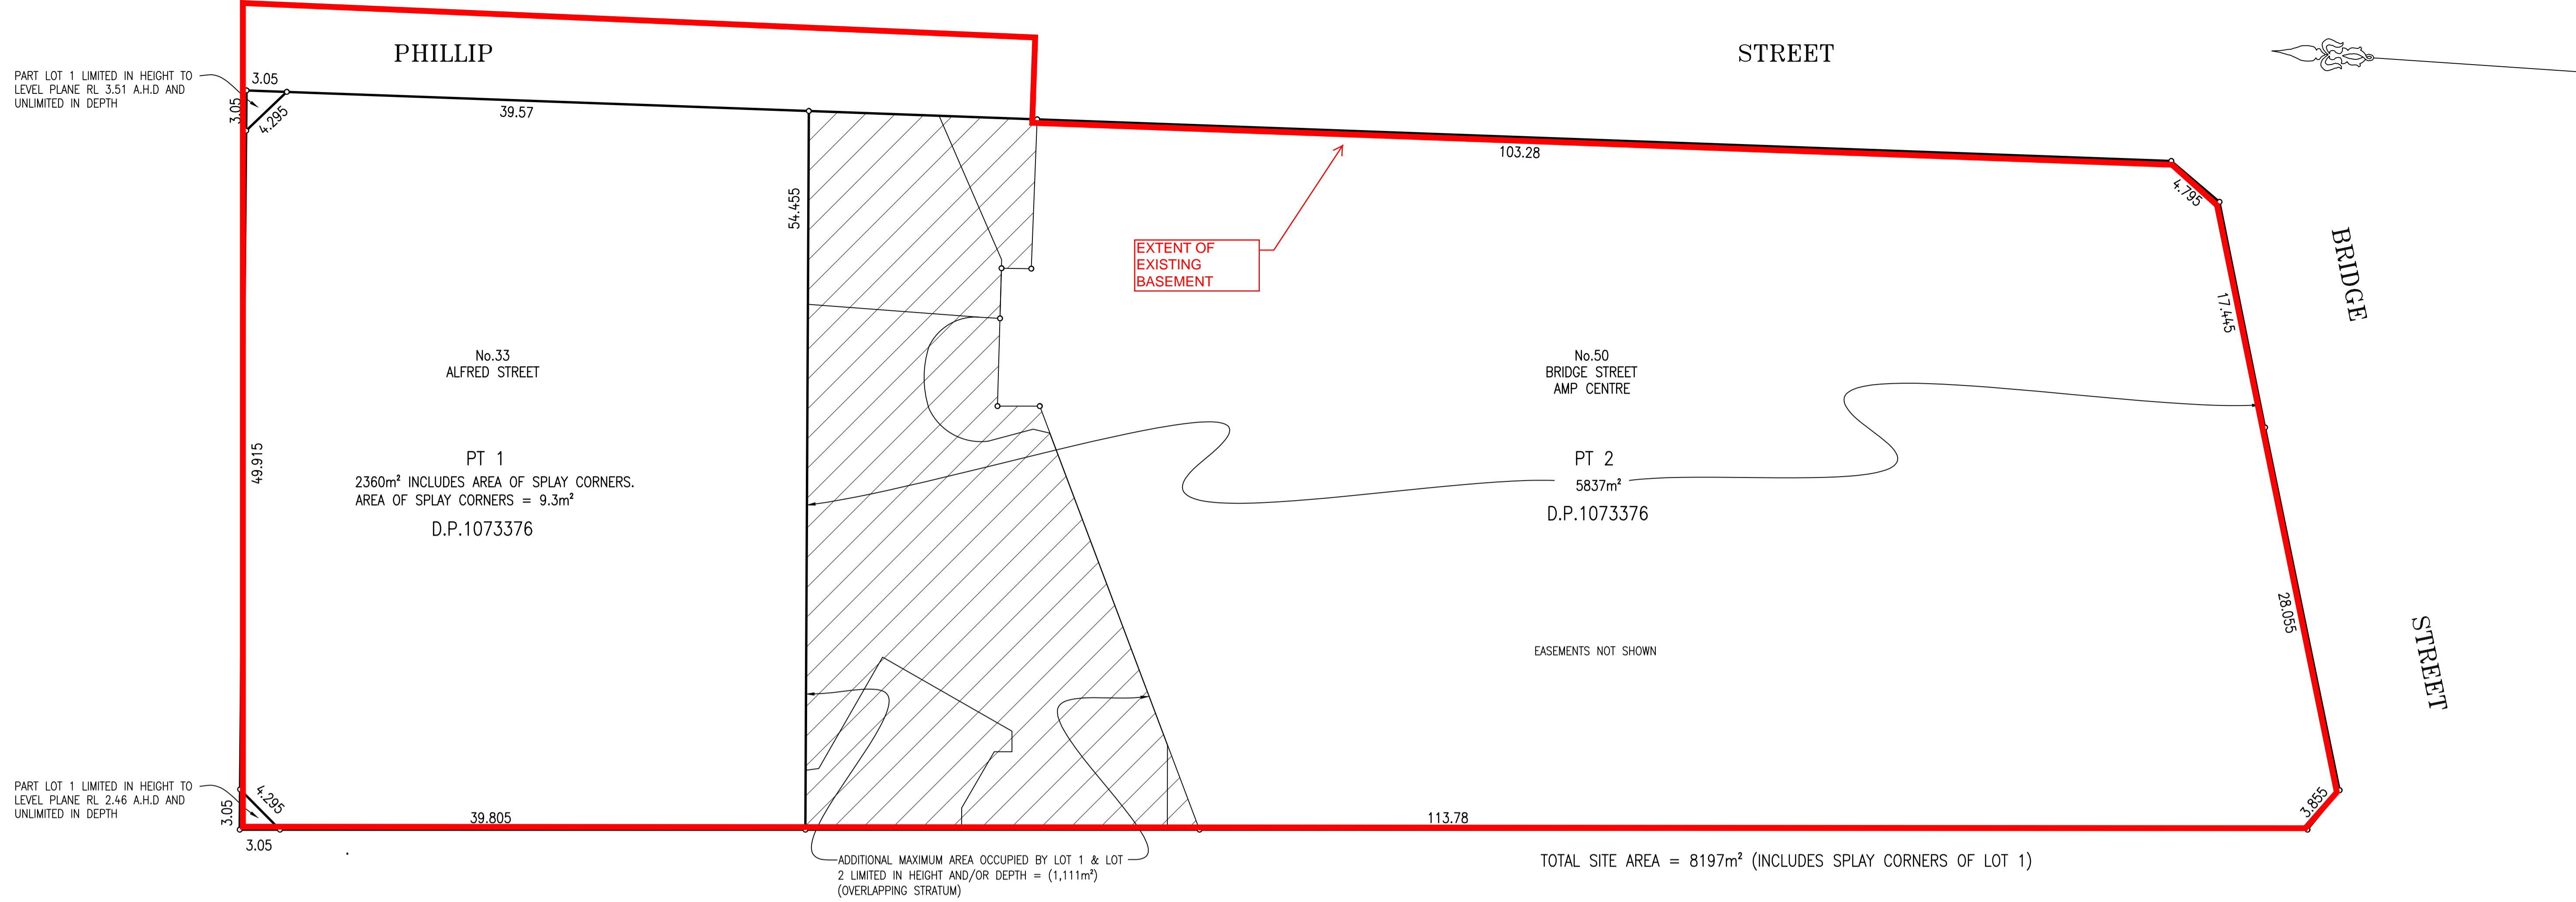 PHILLIP
STREET
PART LOT 1 LIMITED IN HEIGHT TO
LEVEL PLANE RL 3.51 A.H.D AND
UNLIMITED IN DEPTH
3.05
3.05
4.295
39.57
103.28
4.795
54.455
EXTENT OF
EXISTING
BASEMENT
BRIDGE
17.445
No.33
ALFRED STREET
No.50
BRIDGE STREET
AMP CENTRE
49.915
PT 1
2360m² INCLUDES AREA OF SPLAY CORNERS.
AREA OF SPLAY CORNERS = 9.3m²
D.P.1073376
PT 2
5837m²
D.P.1073376
28.055
STREET
EASEMENTS NOT SHOWN
PART LOT 1 LIMITED IN HEIGHT TO
LEVEL PLANE RL 2.46 A.H.D AND
UNLIMITED IN DEPTH
4.295
3.05
3.05
39.805
113.78
3.855
ADDITIONAL MAXIMUM AREA OCCUPIED BY LOT 1 & LOT
2 LIMITED IN HEIGHT AND/OR DEPTH = (1,111m²)
(OVERLAPPING STRATUM)
TOTAL SITE AREA = 8197m² (INCLUDES SPLAY CORNERS OF LOT 1)